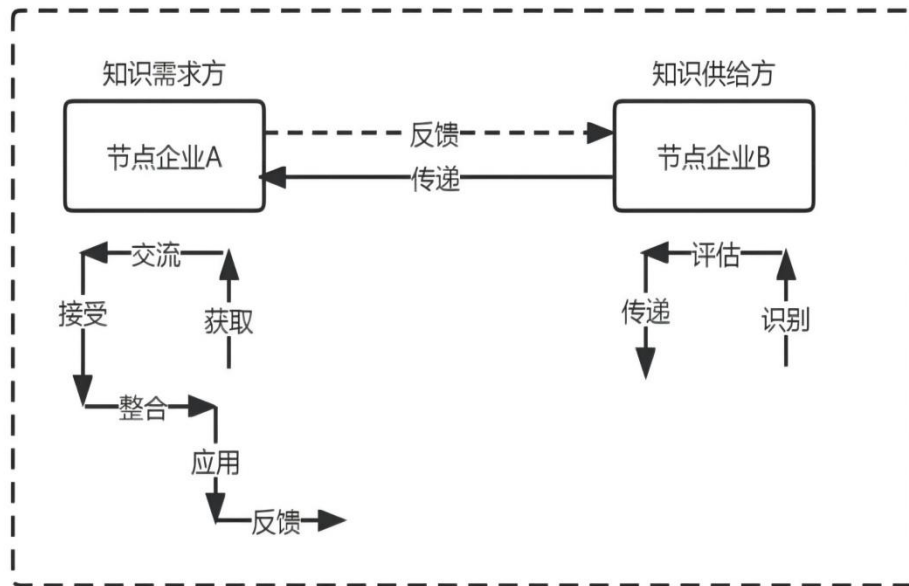 知识需求方
知识供给方
节点企业A
反馈
节点企业B
传递
交流
评估
接受
获取
传递
识别
整合
应用
反馈